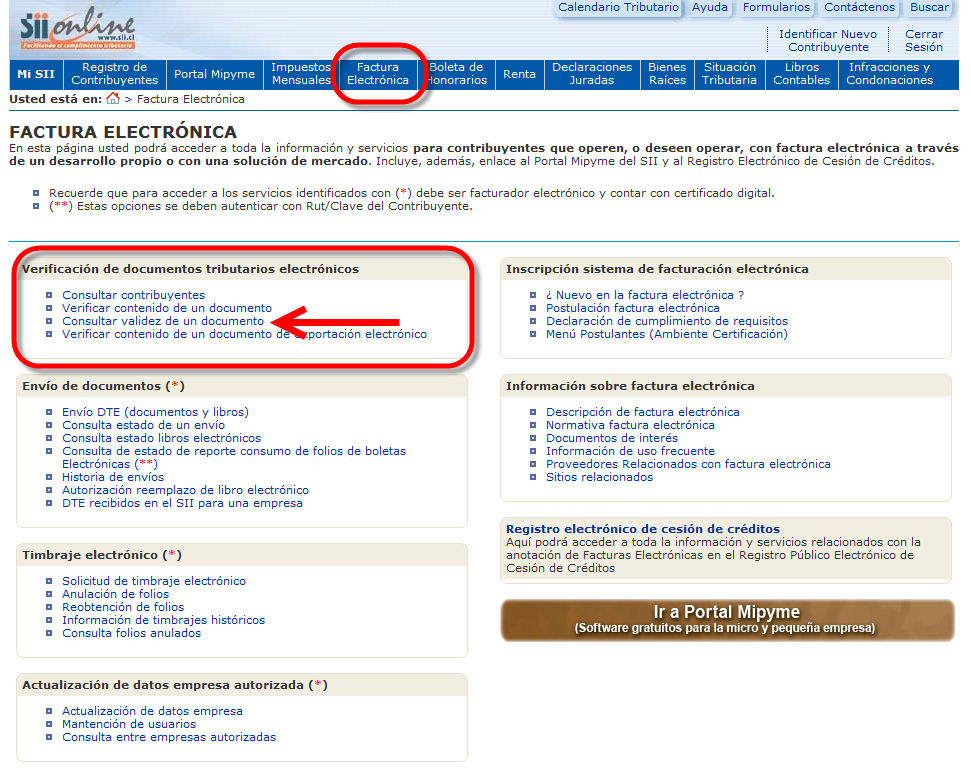 Calendario Tributario Ayuda Formularios Contáctenos Buscar
sii online
www.sii.cl
Facilitando el cumplimiento tributario
Identificar Nuevo Contribuyente
Cerrar Sesión
Mi SII
Registro de Contribuyentes
Portal Mipyme
Impuestos Mensuales
Factura Electrónica
Boleta de Honorarios
Renta
Declaraciones Juradas
Bienes Raíces
Situación Tributaria
Libros Contables
Infracciones y Condonaciones
Usted está en: > Factura Electrónica
FACTURA ELECTRÓNICA
En esta página usted podrá acceder a toda la información y servicios para contribuyentes que operen, o deseen operar, con factura electrónica a través
de un desarrollo propio o con una solución de mercado. Incluye, además, enlace al Portal Mipyme del SII y al Registro Electrónico de Cesión de Créditos.
Recuerde que para acceder a los servicios identificados con (*) debe ser facturador electrónico y contar con certificado digital.
(**) Estas opciones se deben autenticar con Rut/Clave del Contribuyente.
Verificación de documentos tributarios electrónicos
Consultar contribuyentes
Verificar contenido de un documento
Consultar validez de un documento
Verificar contenido de un documento de exportación electrónico
Envío de documentos (*)
Envío DTE (documentos y libros)
Consulta estado de un envío
Consulta estado libros electrónicos
Consulta de estado de reporte consumo de folios de boletas
Electrónicas (**)
Historia de envíos
Autorización reemplazo de libro electrónico
DTE recibidos en el SII para una empresa
Timbraje electrónico (*)
Solicitud de timbraje electrónico
Anulación de folios
Reobtención de folios
Información de timbrajes históricos
Consulta folios anulados
Actualización de datos empresa autorizada (*)
Actualización de datos empresa
Mantención de usuarios
Consulta entre empresas autorizadas
Inscripción sistema de facturación electrónica
¿ Nuevo en la factura electrónica ?
Postulación factura electrónica
Declaración de cumplimiento de requisitos
Menú Postulantes (Ambiente Certificación)
Información sobre factura electrónica
Descripción de factura electrónica
Normativa factura electrónica
Documentos de interés
Información de uso frecuente
Proveedores Relacionados con factura electrónica
Sitios relacionados
Registro electrónico de cesión de créditos
Aquí podrá acceder a toda la información y servicios relacionados con la
anotación de Facturas Electrónicas en el Registro Público Electrónico de
Cesión de Créditos
Ir a Portal Mipyme
(Software gratuitos para la micro y pequeña empresa)